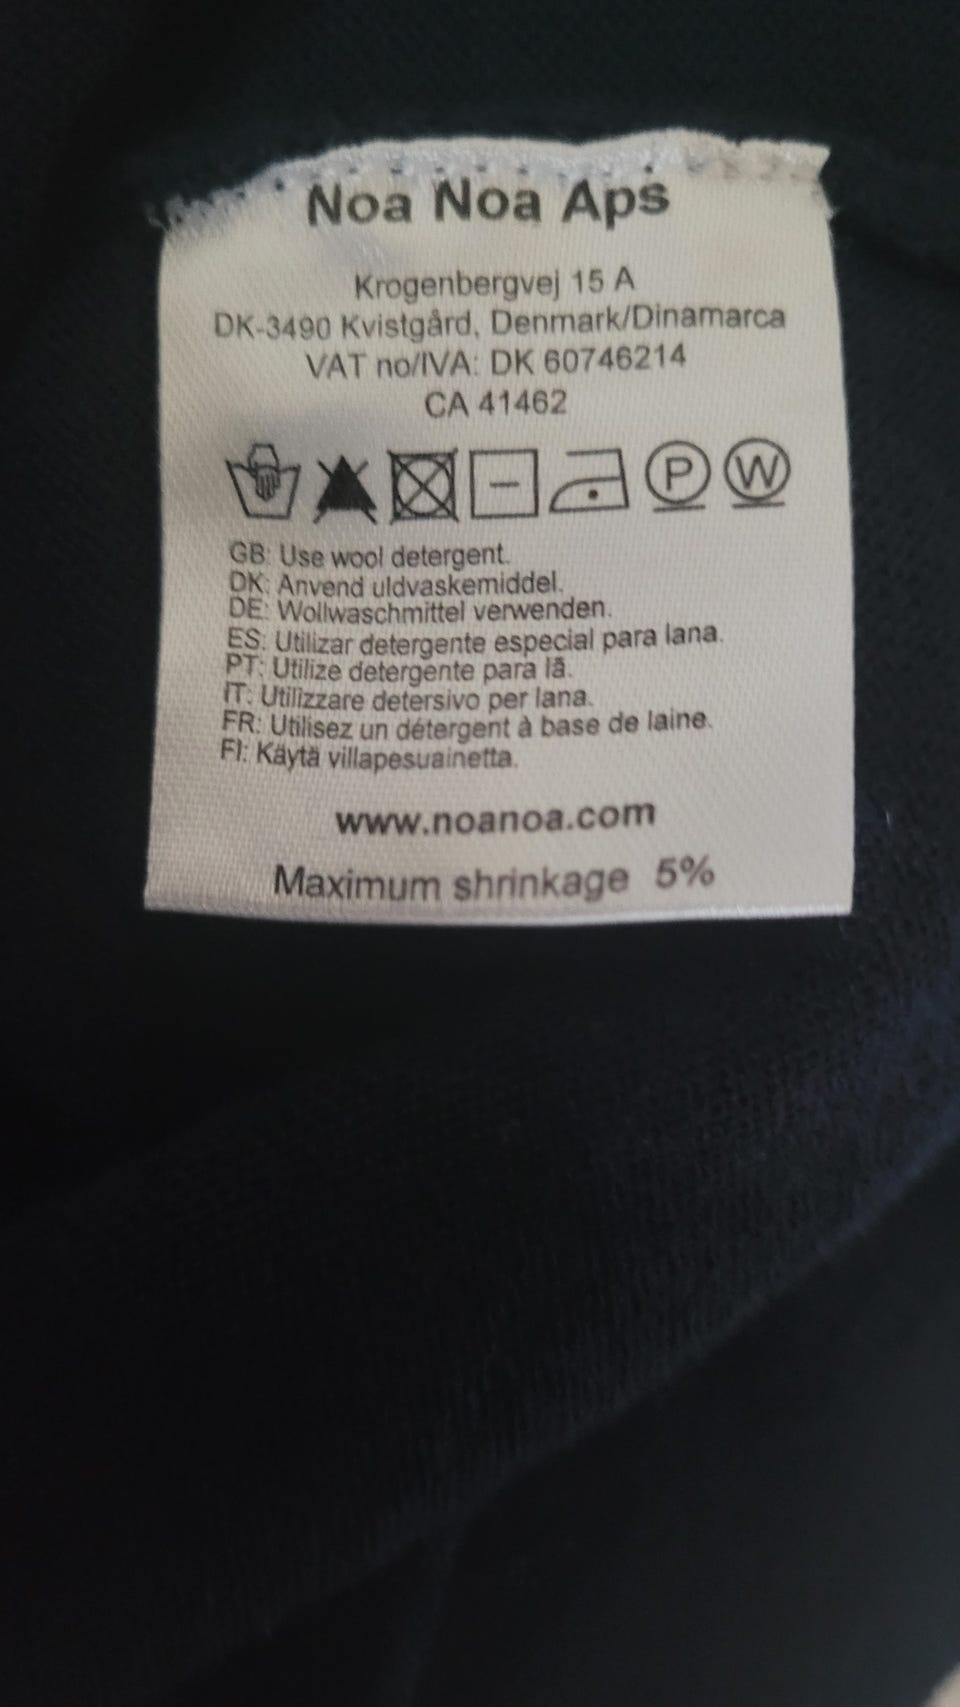 Noa Noa Aps
Krogenbergvej 15 A
DK-3490 Kvistgård, Denmark/Dinamarca
VAT no/IVA: DK 60746214
CA 41462
P W
GB: Use wool detergent.
DK: Anvend uldvaskemiddel.
DE: Wollwaschmittel verwenden.
ES: Utilizar detergente especial para lana.
PT: Utilize detergente para lã.
IT: Utilizzare detersivo per lana.
FR: Utilisez un détergent à base de laine.
FI: Käytä villapesuainetta.
www.noanoa.com
Maximum shrinkage 5%